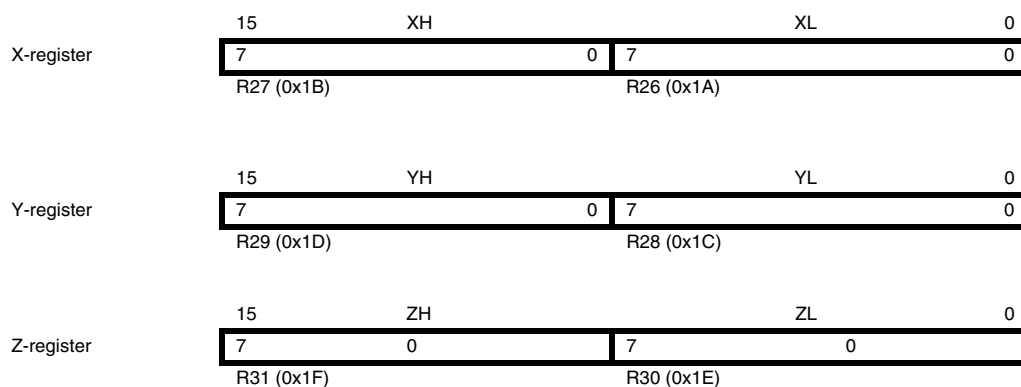 15 XH XL 0
X-register 7 0 7 0
R27 (0x1B) R26 (0x1A)
15 YH YL 0
Y-register 7 0 7 0
R29 (0x1D) R28 (0x1C)
15 ZH ZL 0
Z-register 7 0 7 0
R31 (0x1F) R30 (0x1E)